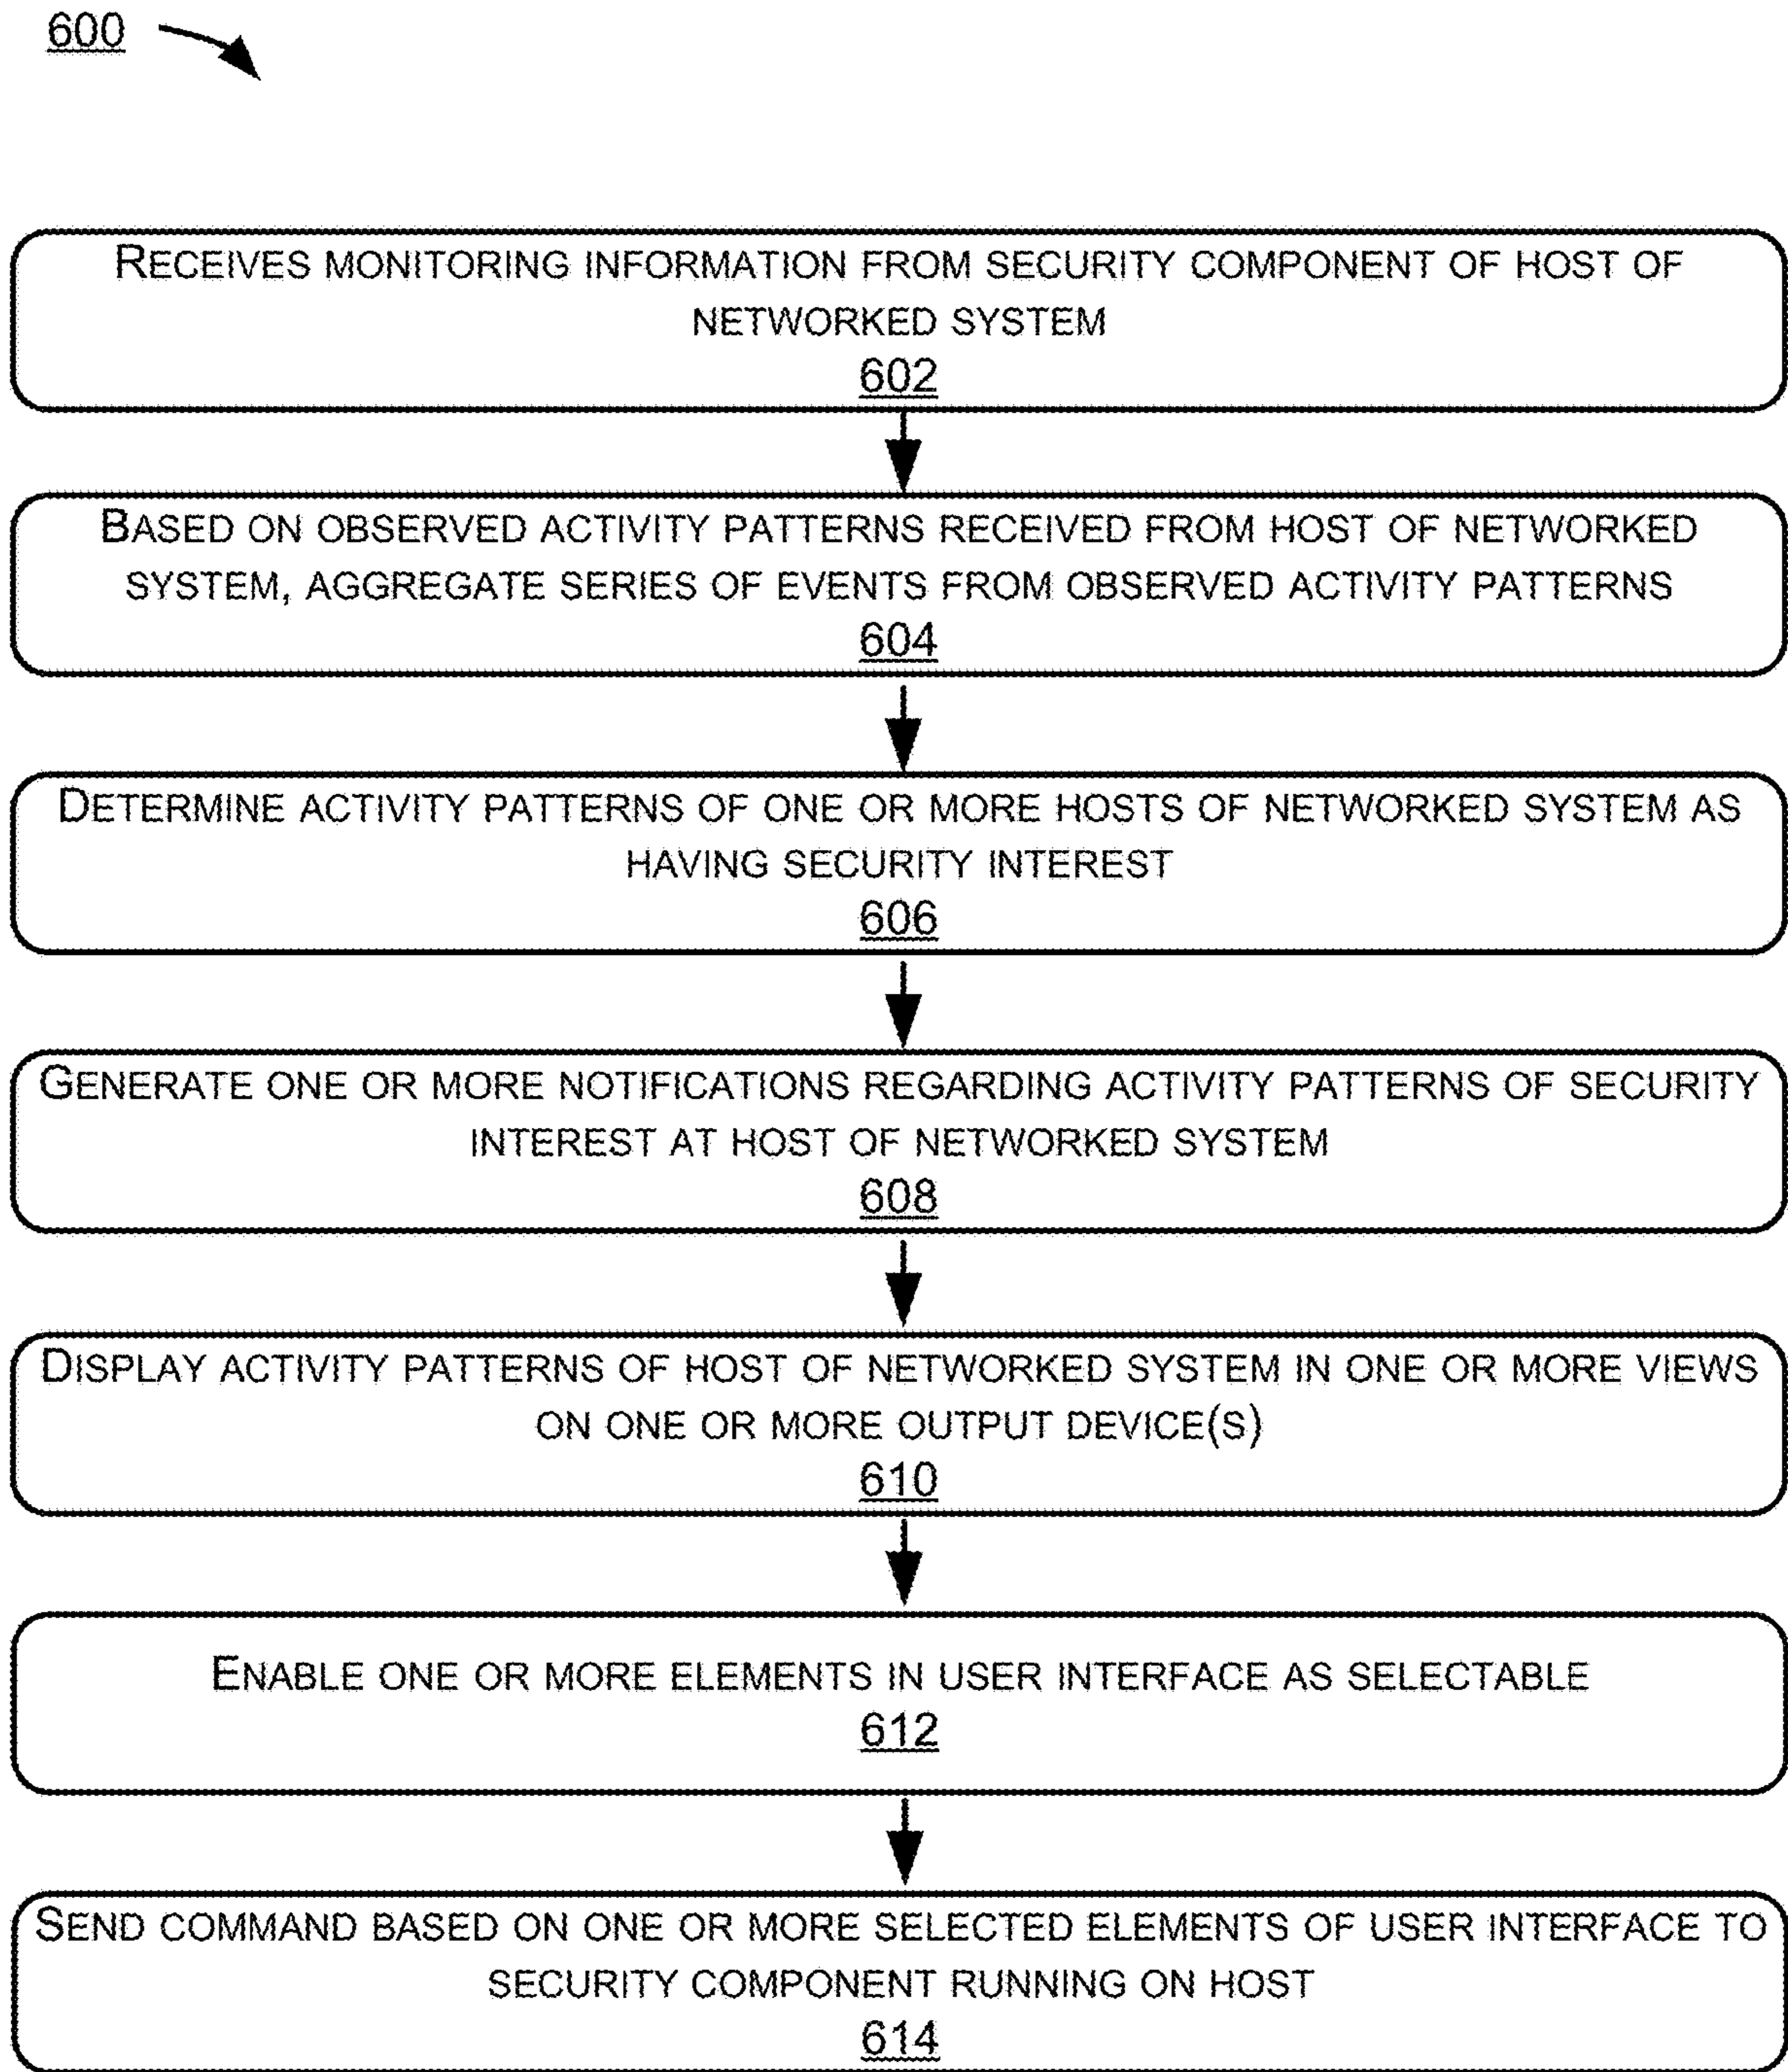 600
RECEIVES MONITORING INFORMATION FROM SECURITY COMPONENT OF HOST OF
NETWORKED SYSTEM
602
BASED ON OBSERVED ACTIVITY PATTERNS RECEIVED FROM HOST OF NETWORKED
SYSTEM, AGGREGATE SERIES OF EVENTS FROM OBSERVED ACTIVITY PATTERNS
604
DETERMINE ACTIVITY PATTERNS OF ONE OR MORE HOSTS OF NETWORKED SYSTEM AS
HAVING SECURITY INTEREST
606
GENERATE ONE OR MORE NOTIFICATIONS REGARDING ACTIVITY PATTERNS OF SECURITY
INTEREST AT HOST OF NETWORKED SYSTEM
608
DISPLAY ACTIVITY PATTERNS OF HOST OF NETWORKED SYSTEM IN ONE OR MORE VIEWS
ON ONE OR MORE OUTPUT DEVICE(S)
610
ENABLE ONE OR MORE ELEMENTS IN USER INTERFACE AS SELECTABLE
612
SEND COMMAND BASED ON ONE OR MORE SELECTED ELEMENTS OF USER INTERFACE TO
SECURITY COMPONENT RUNNING ON HOST
614